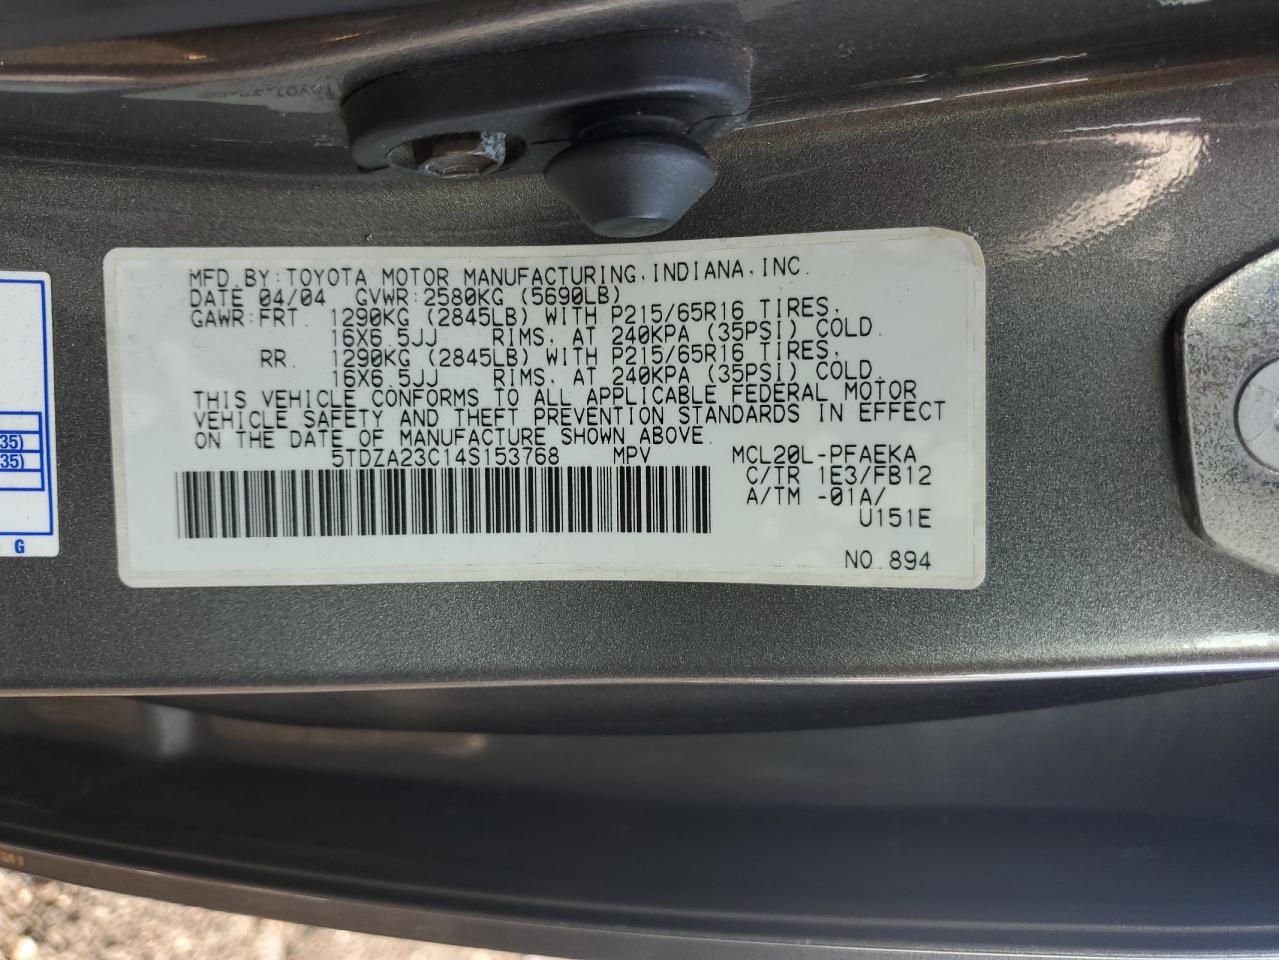 MFD.BY:TOYOTA MOTOR MANUFACTURING,INDIANA,INC.
DATE 04/04 GVWR:2580KG (5690LB)
GAWR:FRT. 1290KG (2845LB) WITH P215/65R16 TIRES,
16X6.5JJ RIMS, AT 240KPA (35PSI) COLD.
RR. 1290KG (2845LB) WITH P215/65R16 TIRES,
16X6.5JJ RIMS, AT 240KPA (35PSI) COLD.
THIS VEHICLE CONFORMS TO ALL APPLICABLE FEDERAL MOTOR
VEHICLE SAFETY AND THEFT PREVENTION STANDARDS IN EFFECT
ON THE DATE OF MANUFACTURE SHOWN ABOVE.
5TDZA23C14S153768 MPV
MCL20L-PFAEKA
C/TR 1E3/FB12
A/TM -01A/
U151E
NO.894
35)
35)
G